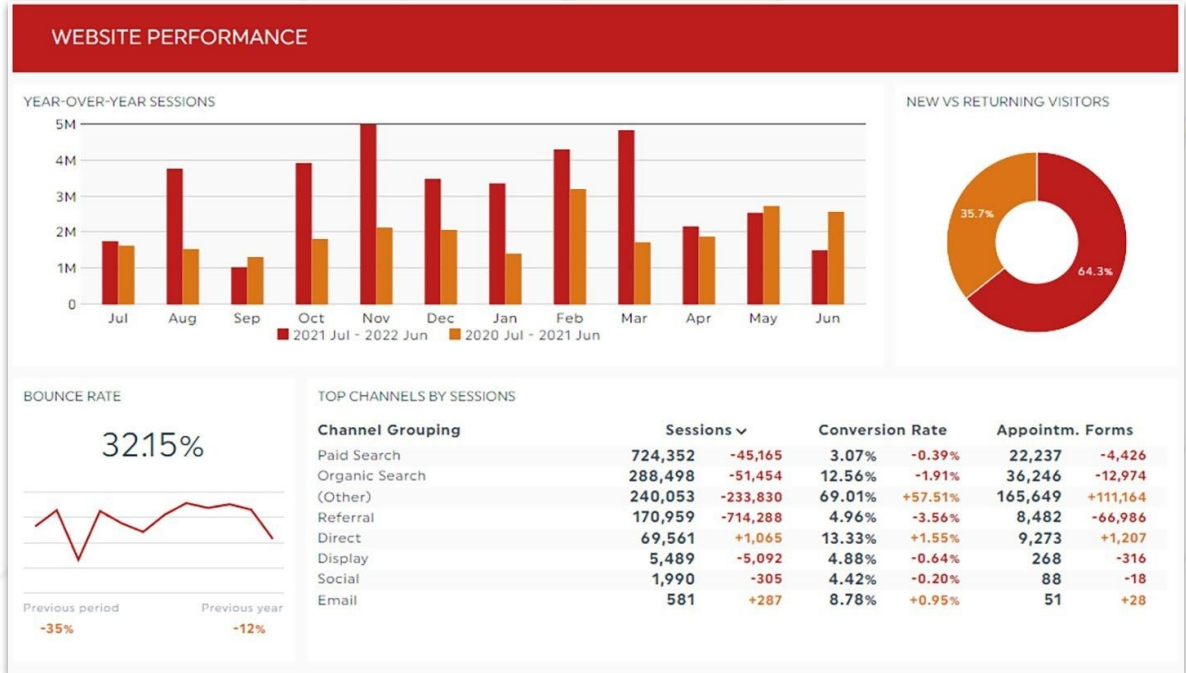 WEBSITE PERFORMANCE
YEAR-OVER-YEAR SESSIONS
5M
4M
3M
2M
1M
0
Jul Aug Sep Oct Nov Dec Jan Feb Mar Apr May Jun
2021 Jul - 2022 Jun 2020 Jul - 2021 Jun
NEW VS RETURNING VISITORS
35.7%
64.3%
BOUNCE RATE
32.15%
Previous period Previous year
-35% -12%
TOP CHANNELS BY SESSIONS
Channel Grouping Sessions Conversion Rate Appointm. Forms
Paid Search 724,352 -45,165 3.07% -0.39% 22,237 -4,426
Organic Search 288,498 -51,454 12.56% -1.91% 36,246 -12,974
(Other) 240,053 -233,830 69.01% +57.51% 165,649 +111,164
Referral 170,959 -714,288 4.96% -3.56% 8,482 -66,986
Direct 69,561 +1,065 13.33% +1.55% 9,273 +1,207
Display 5,489 -5,092 4.88% -0.64% 268 -316
Social 1,990 -305 4.42% -0.20% 88 -18
Email 581 +287 8.78% +0.95% 51 +28